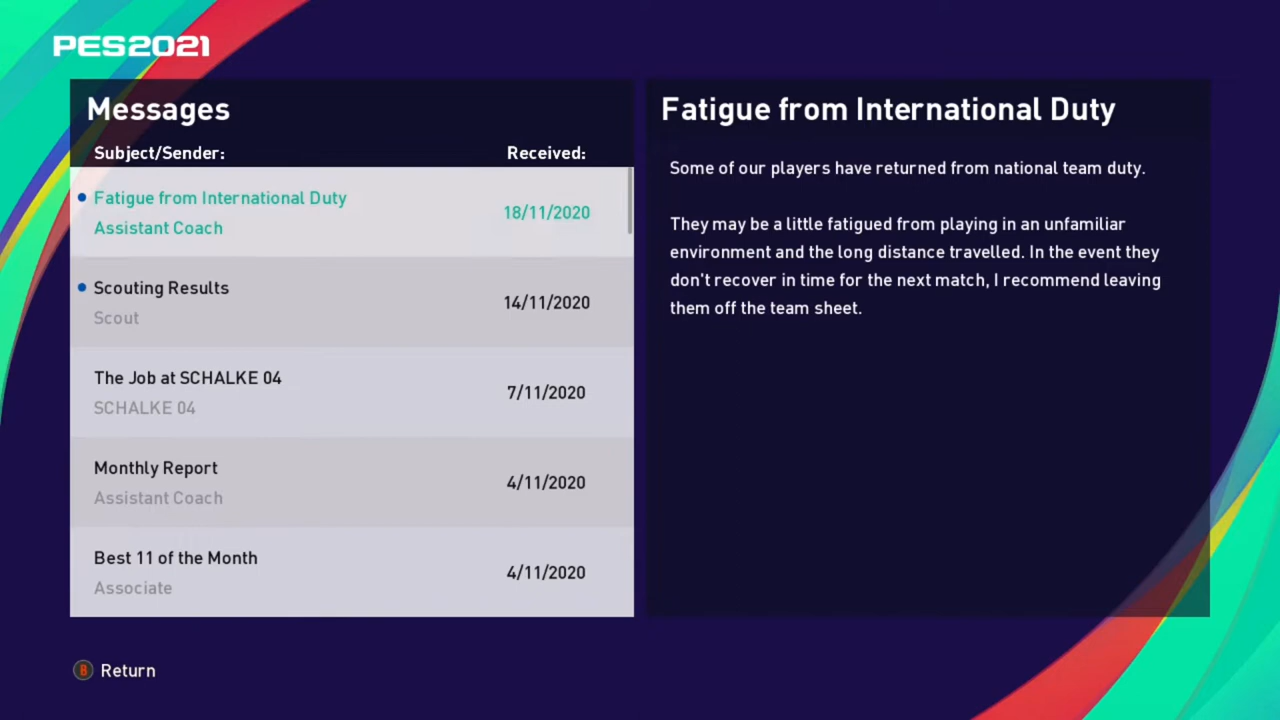 PES2021
Messages
Subject/Sender:
Received:
Fatigue from International Duty
Assistant Coach
18/11/2020
Scouting Results
Scout
14/11/2020
The Job at SCHALKE 04
SCHALKE 04
7/11/2020
Monthly Report
Assistant Coach
4/11/2020
Best 11 of the Month
Associate
4/11/2020
Fatigue from International Duty
Some of our players have returned from national team duty.
They may be a little fatigued from playing in an unfamiliar
environment and the long distance travelled. In the event they
don't recover in time for the next match, I recommend leaving
them off the team sheet.
B Return